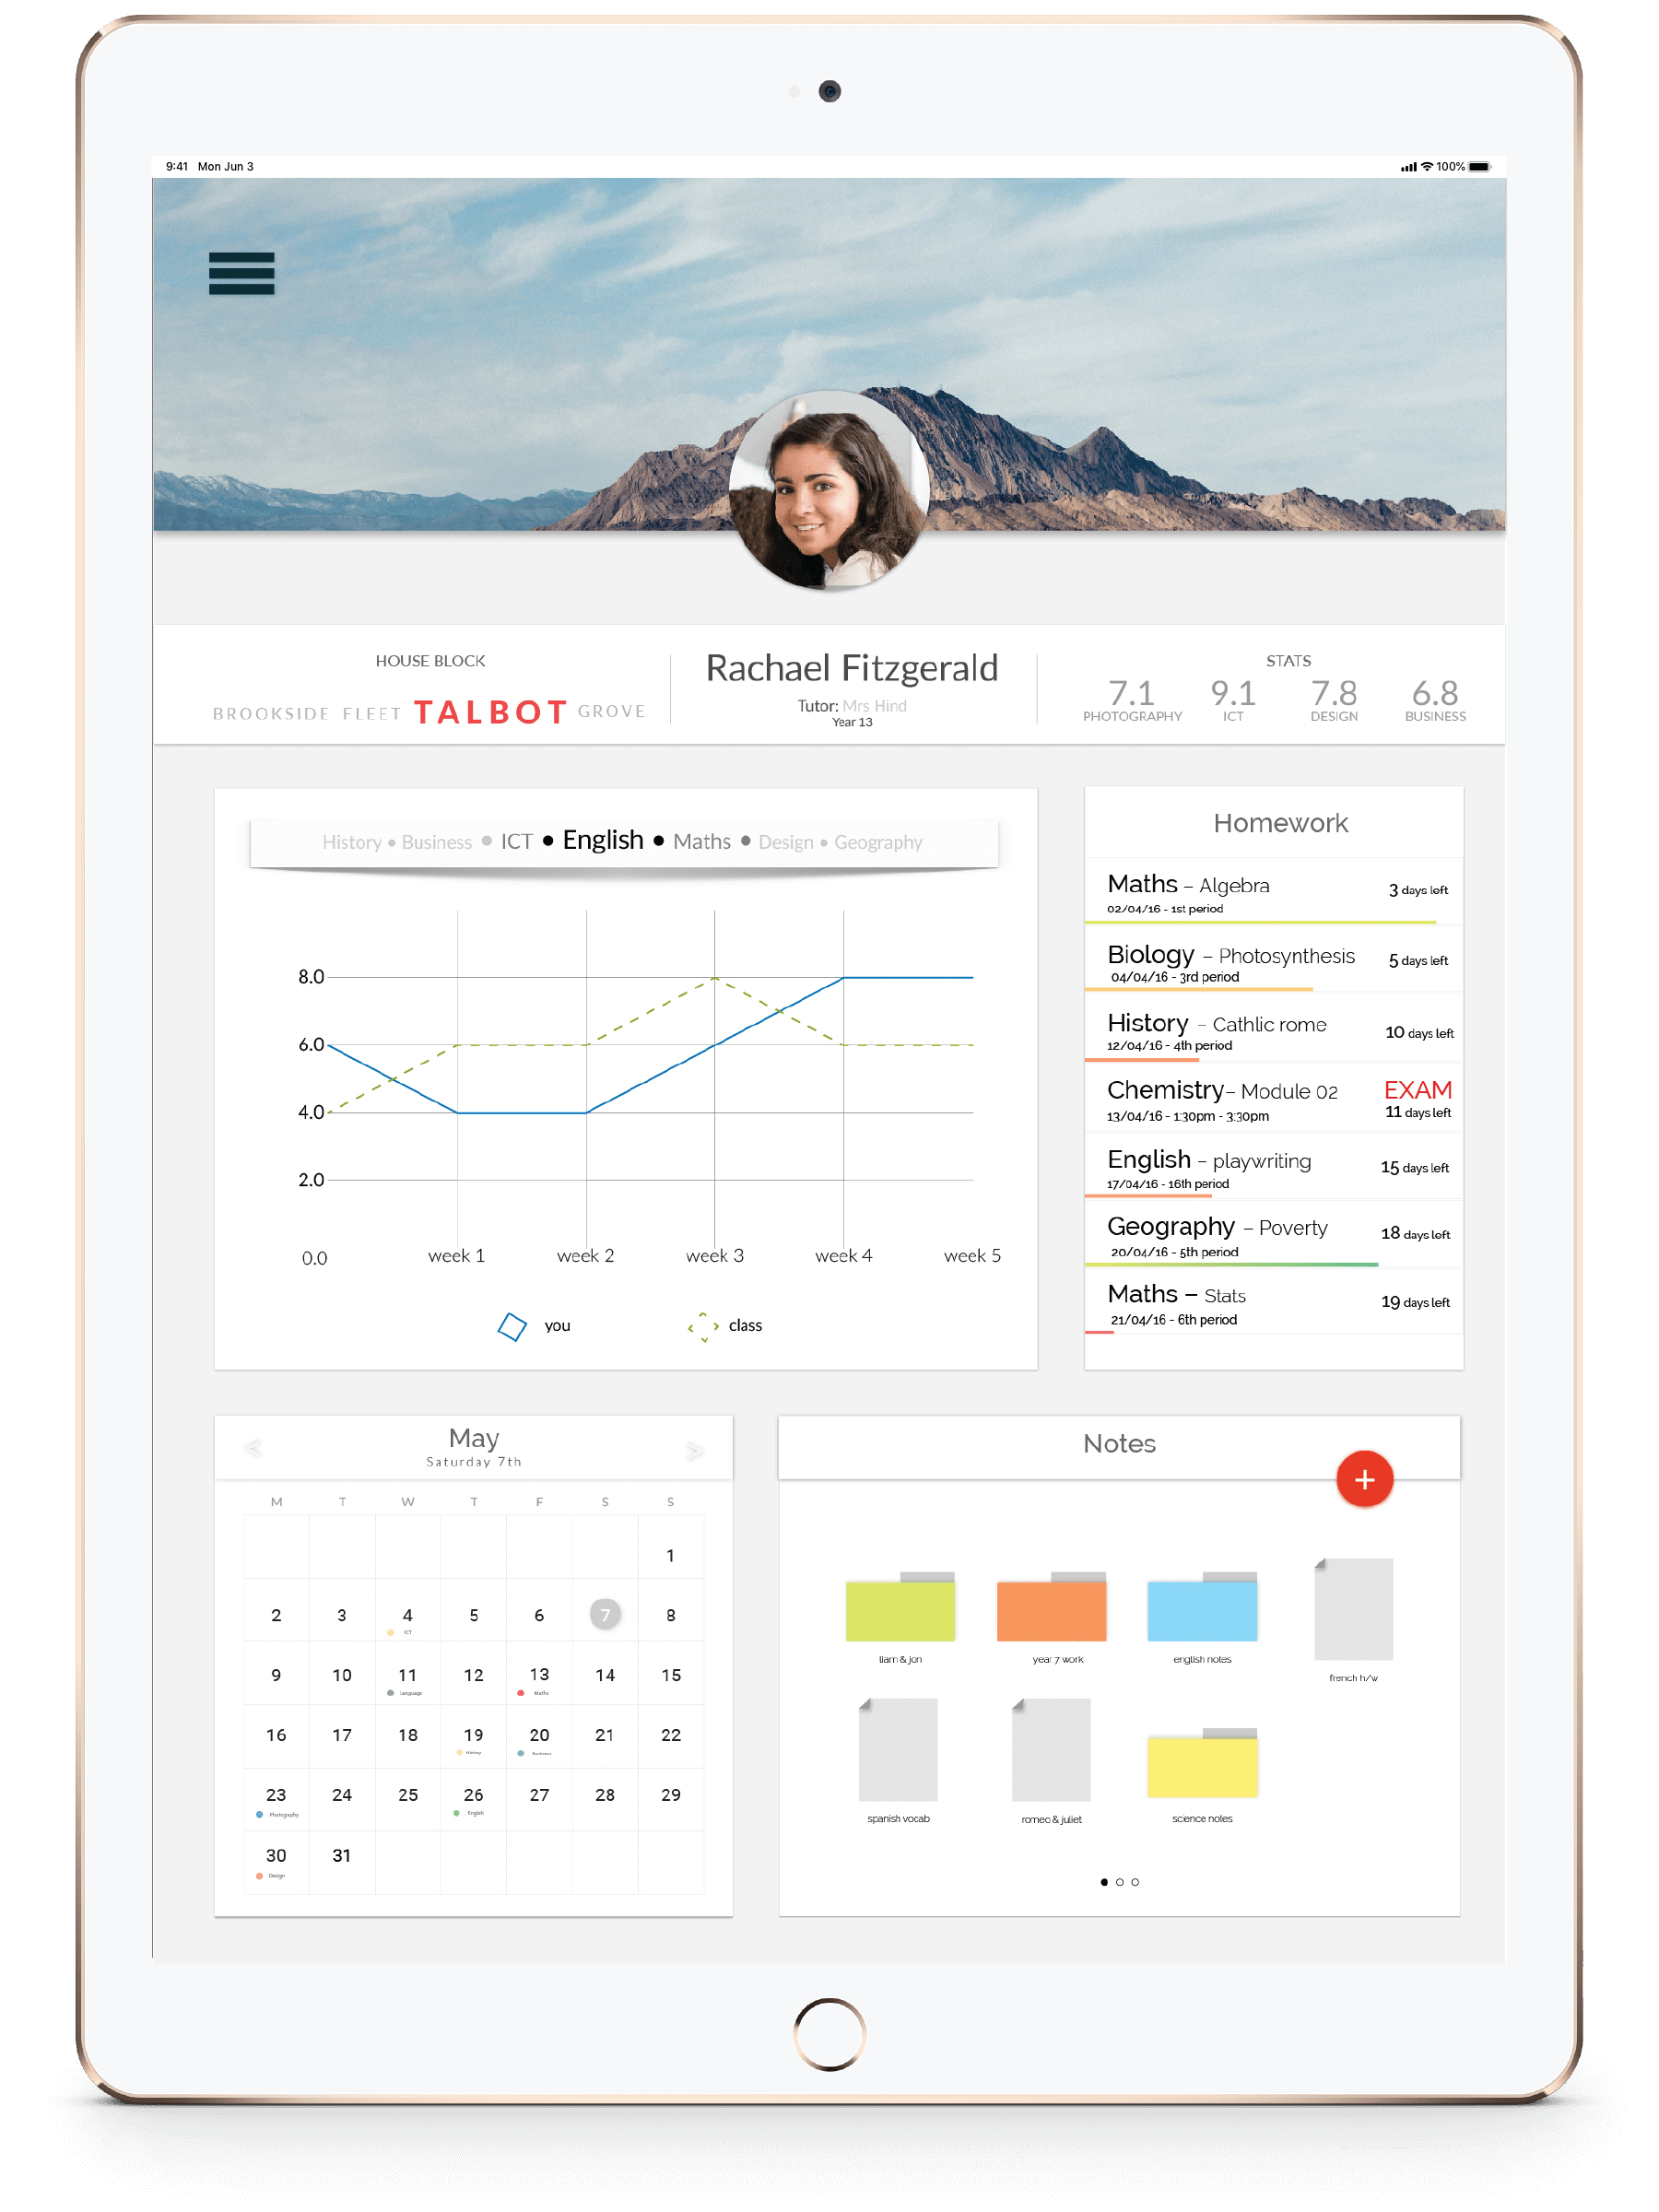 9:41 Mon Jun 3
100%
HOUSE BLOCK
BROOKSIDE FLEET TALBOT GROVE
Rachael Fitzgerald
Tutor: Mrs Hind
Year 13
STATS
7.1 9.1 7.8 6.8
PHOTOGRAPHY ICT DESIGN BUSINESS
History • Business • ICT • English • Maths • Design • Geography
8.0
6.0
4.0
2.0
0.0 week 1 week 2 week 3 week 4 week 5
you class
Homework
Maths – Algebra 3 days left
02/04/16 - 1st period
Biology – Photosynthesis 5 days left
04/04/16 - 3rd period
History – Cathlic rome 10 days left
12/04/16 - 4th period
Chemistry– Module 02 EXAM
13/04/16 - 1:30pm - 3:30pm 11 days left
English – playwriting 15 days left
17/04/16 - 16th period
Geography – Poverty 18 days left
20/04/16 - 5th period
Maths – Stats 19 days left
21/04/16 - 6th period
< May >
Saturday 7th
M T W T F S S
1
2 3 4 5 6 7 8
ICT
9 10 11 12 13 14 15
Language Maths
16 17 18 19 20 21 22
History Business
23 24 25 26 27 28 29
Photography English
30 31
Design
Notes
+
liam & jon year 7 work english notes french h/w
spanish vocab romeo & juliet science notes